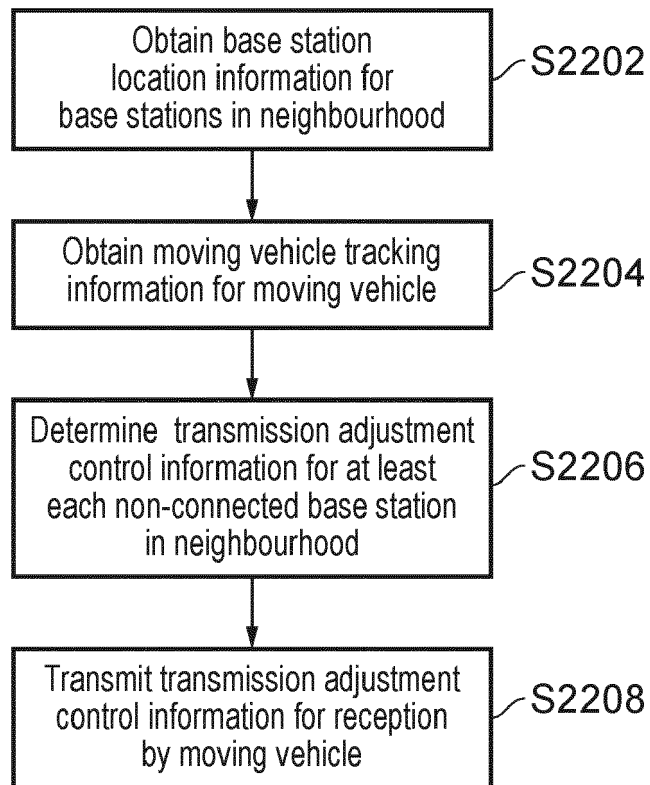 Obtain base station
location information for
base stations in neighbourhood
S2202
Obtain moving vehicle tracking
information for moving vehicle
S2204
Determine transmission adjustment
control information for at least
each non-connected base station
in neighbourhood
S2206
Transmit transmission adjustment
control information for reception
by moving vehicle
S2208